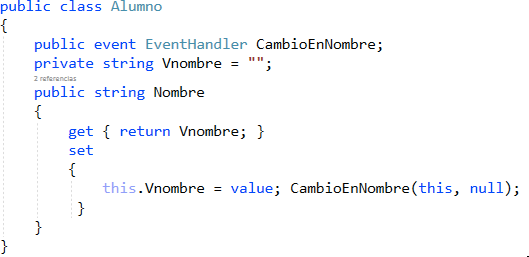 public class Alumno
{
public event EventHandler CambioEnNombre;
private string Vnombre = "";
2 referencias
public string Nombre
{
get { return Vnombre; }
set
{
this.Vnombre = value; CambioEnNombre(this, null);
}
}
}
.